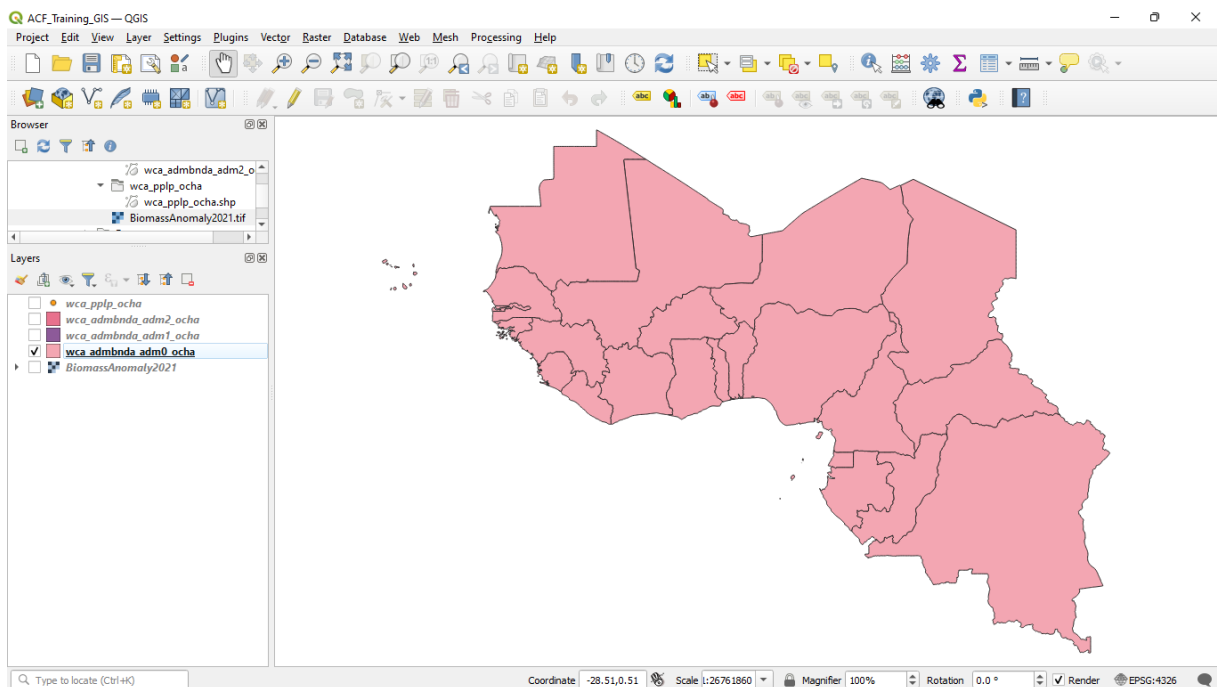 ACF_Training_GIS — QGIS
Project Edit View Layer Settings Plugins Vector Raster Database Web Mesh Processing Help
Browser
wca_admbnda_adm2_o
wca_pplp_ocha
wca_pplp_ocha.shp
BiomassAnomaly2021.tif
Layers
wca_pplp_ocha
wca_admbnda_adm2_ocha
wca_admbnda_adm1_ocha
wca_admbnda_adm0_ocha
BiomassAnomaly2021
Type to locate (Ctrl+K) Coordinate -28.51,0.51 Scale 1:26761860 Magnifier 100% Rotation 0.0 ° Render EPSG:4326